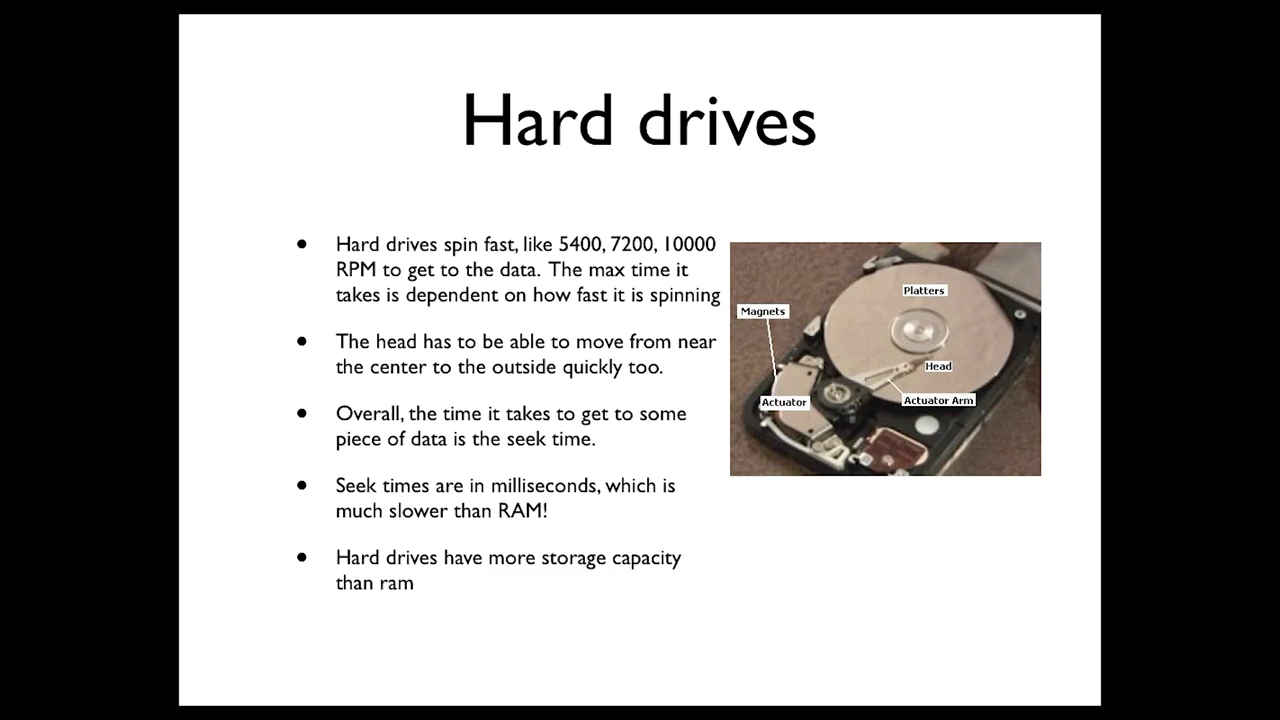 Hard drives
• Hard drives spin fast, like 5400, 7200, 10000
RPM to get to the data. The max time it
takes is dependent on how fast it is spinning
• The head has to be able to move from near
the center to the outside quickly too.
• Overall, the time it takes to get to some
piece of data is the seek time.
• Seek times are in milliseconds, which is
much slower than RAM!
• Hard drives have more storage capacity
than ram
Platters
Magnets
Head
Actuator
Actuator Arm